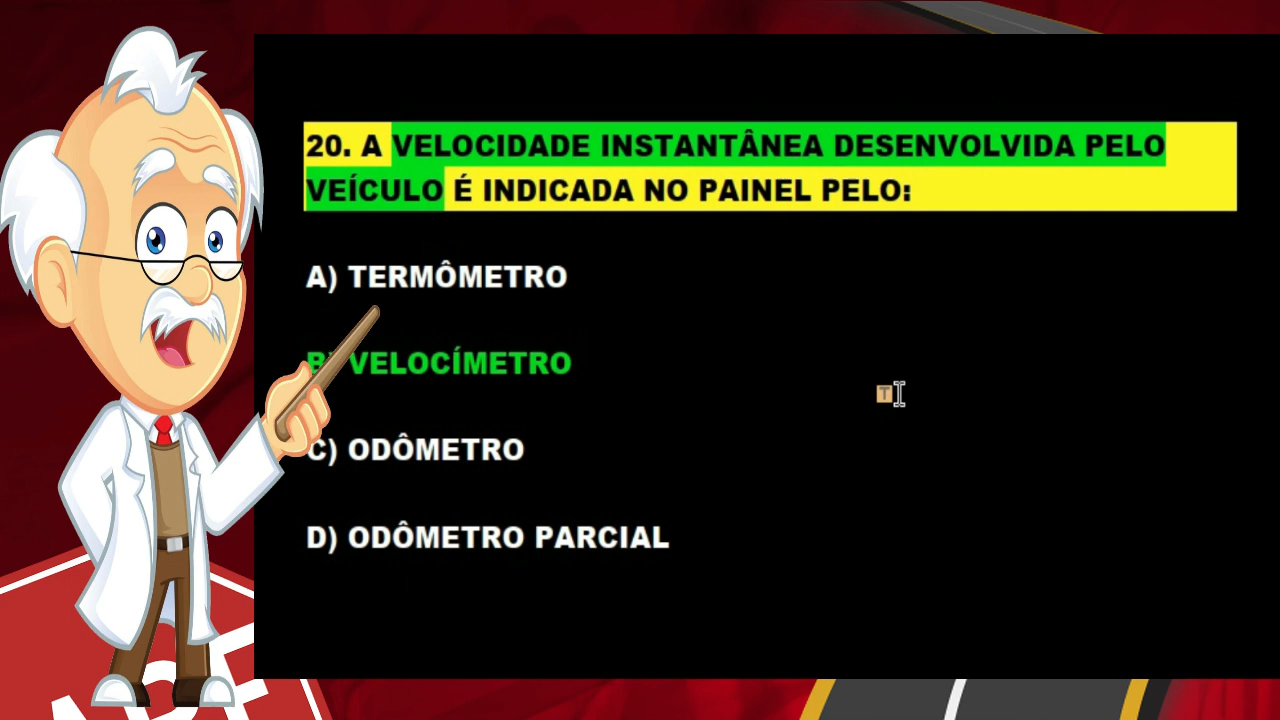 20. A VELOCIDADE INSTANTÂNEA DESENVOLVIDA PELO
VEÍCULO É INDICADA NO PAINEL PELO:
A) TERMÔMETRO
B) VELOCÍMETRO
C) ODÔMETRO
D) ODÔMETRO PARCIAL
T